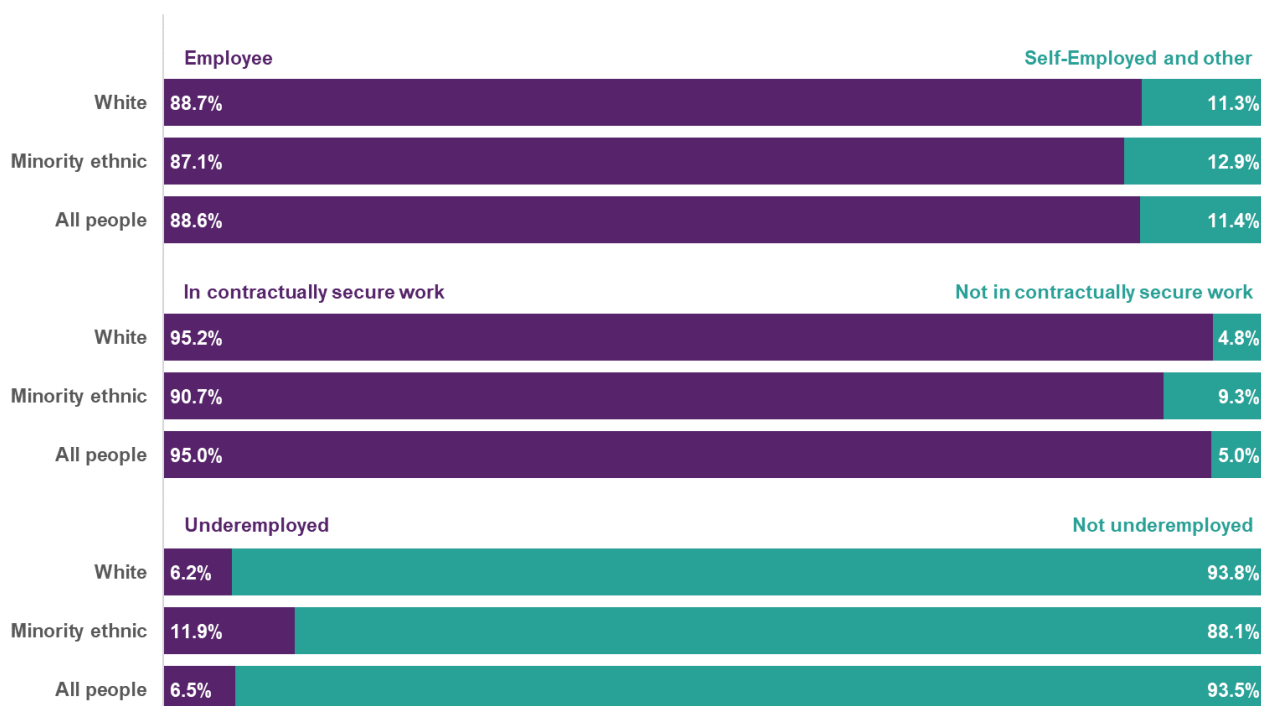 Employee Self-Employed and other
White 88.7% 11.3%
Minority ethnic 87.1% 12.9%
All people 88.6% 11.4%
In contractually secure work Not in contractually secure work
White 95.2% 4.8%
Minority ethnic 90.7% 9.3%
All people 95.0% 5.0%
Underemployed Not underemployed
White 6.2% 93.8%
Minority ethnic 11.9% 88.1%
All people 6.5% 93.5%